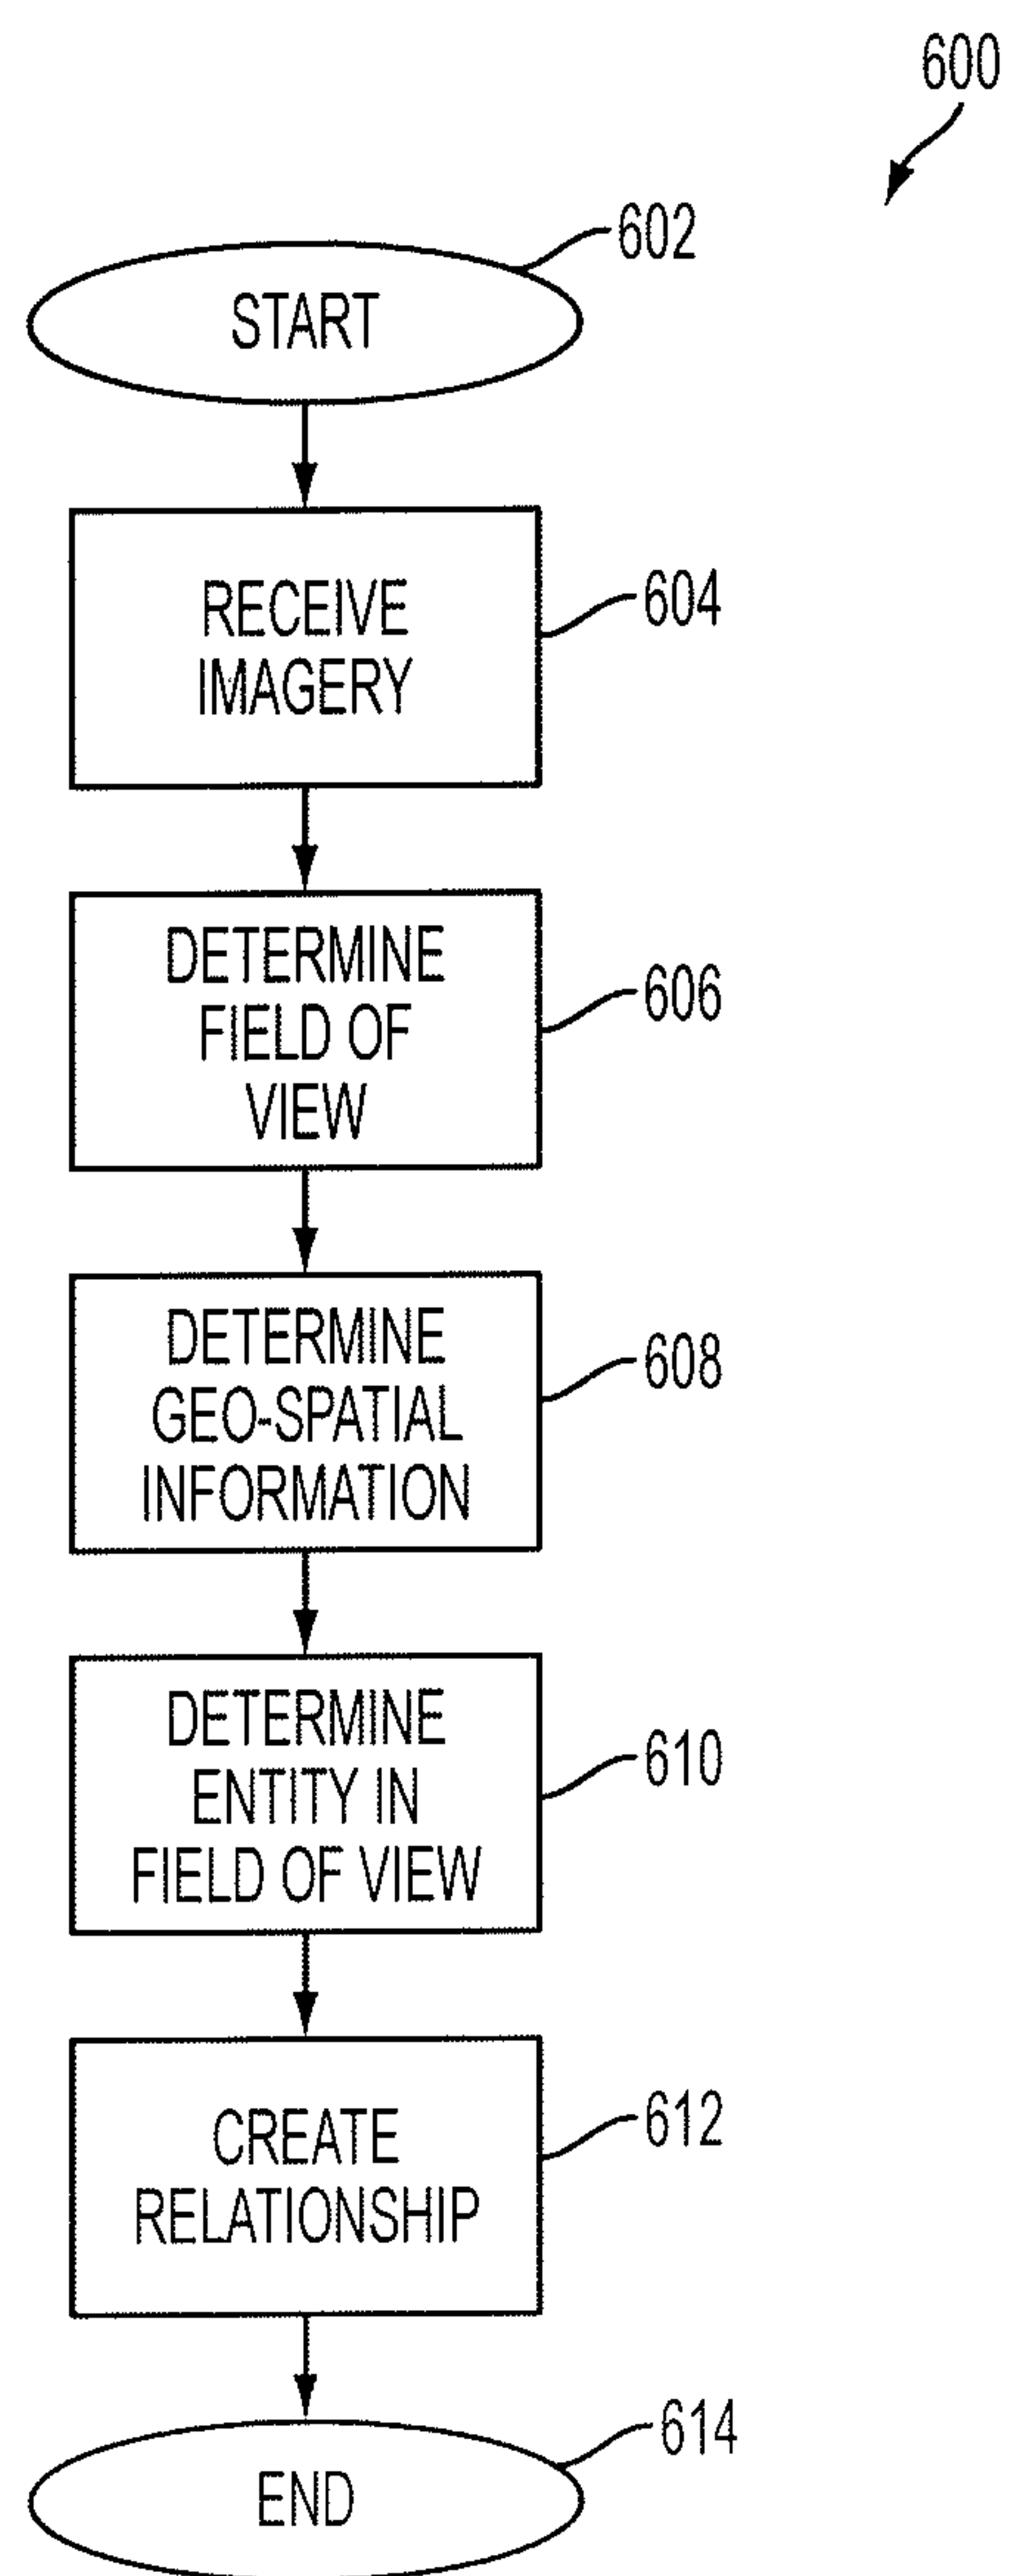 600
602
START
RECEIVE
IMAGERY
604
DETERMINE
FIELD OF
VIEW
606
DETERMINE
GEO-SPATIAL
INFORMATION
608
DETERMINE
ENTITY IN
FIELD OF VIEW
610
CREATE
RELATIONSHIP
612
614
END